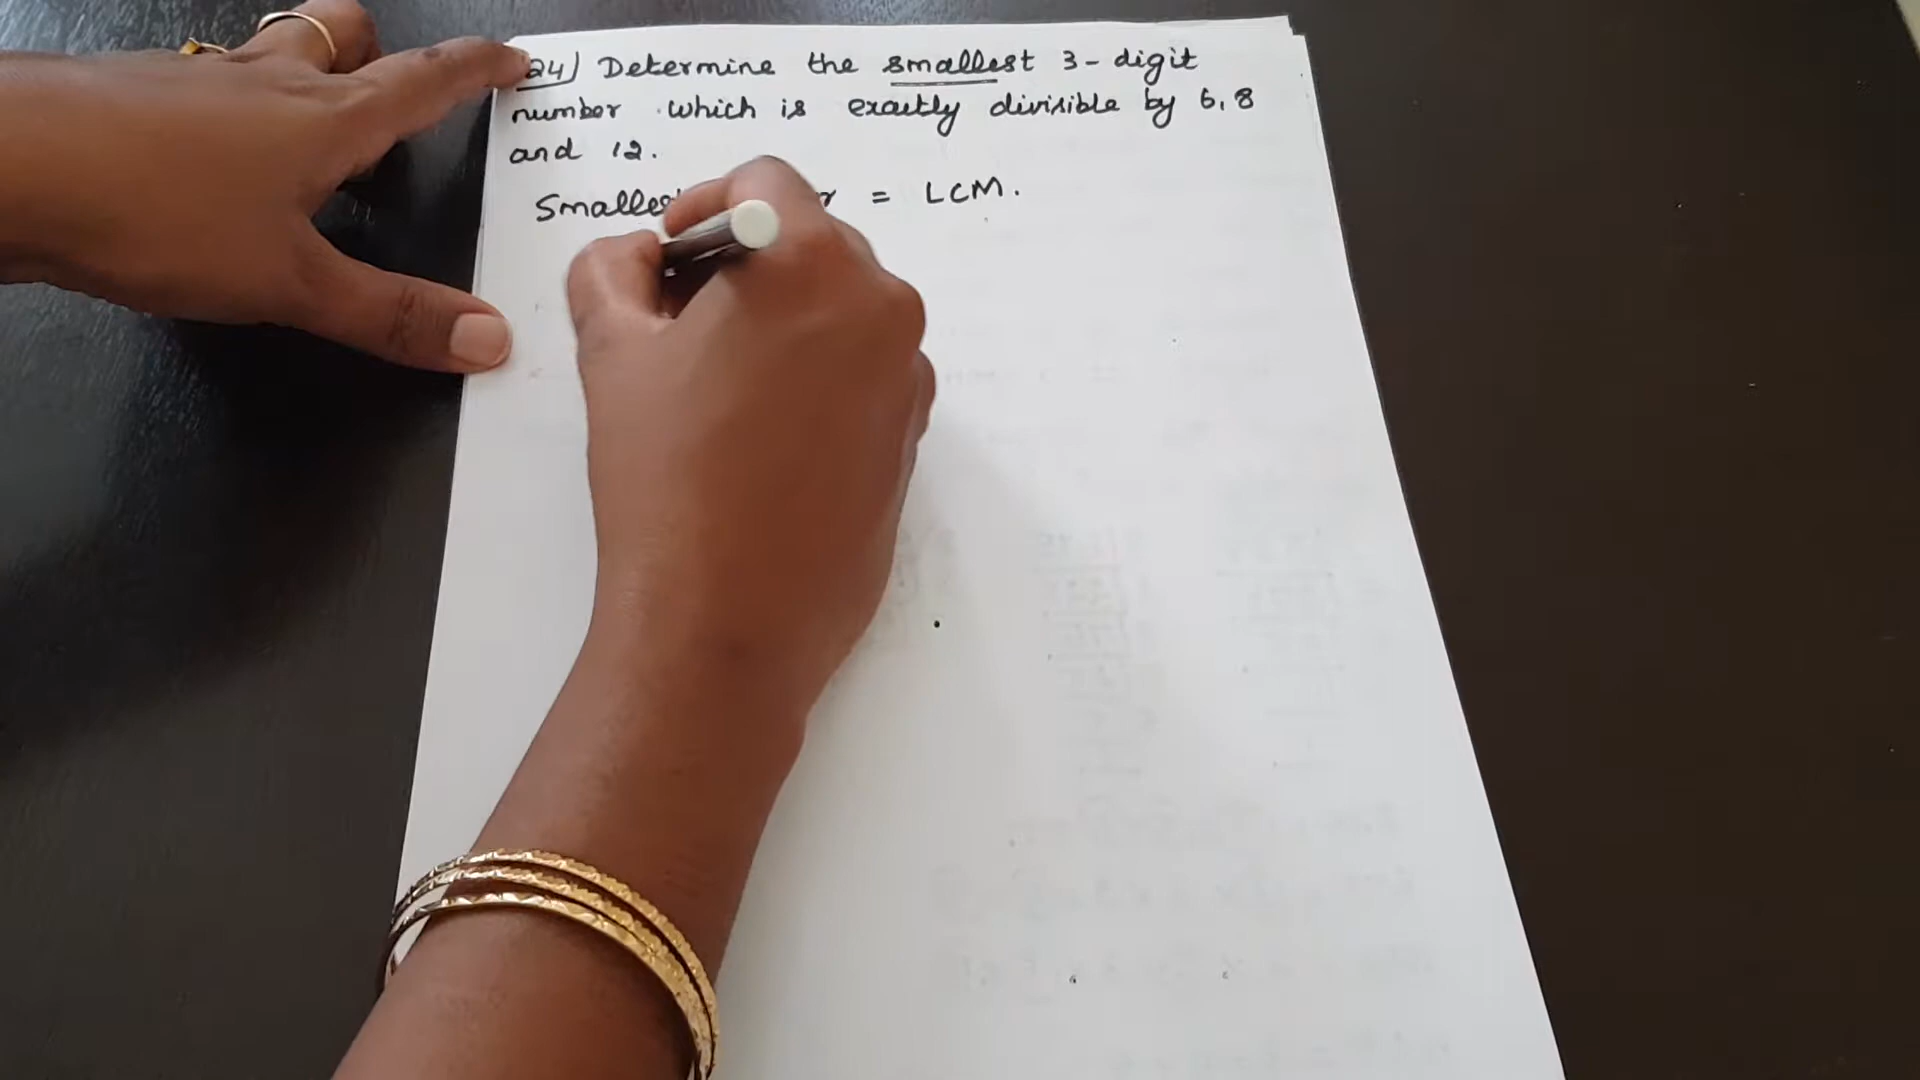 24) Determine the smallest 3-digit
number which is exactly divisible by 6, 8
and 12.
= LCM.